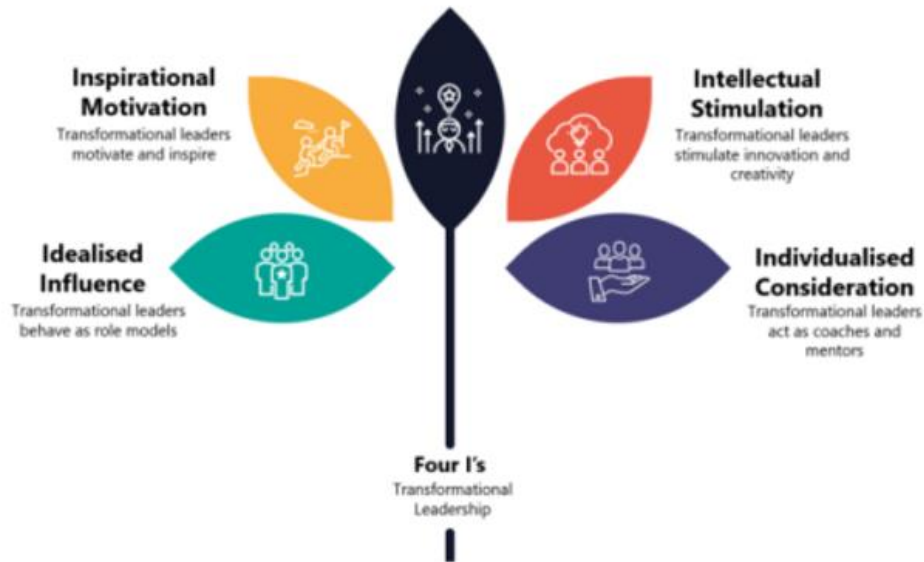 Inspirational
Motivation
Transformational leaders
motivate and inspire
Intellectual
Stimulation
Transformational leaders
stimulate innovation and
creativity
Idealised
Influence
Transformational leaders
behave as role models
Individualised
Consideration
Transformational leaders
act as coaches and
mentors
Four I's
Transformational
Leadership